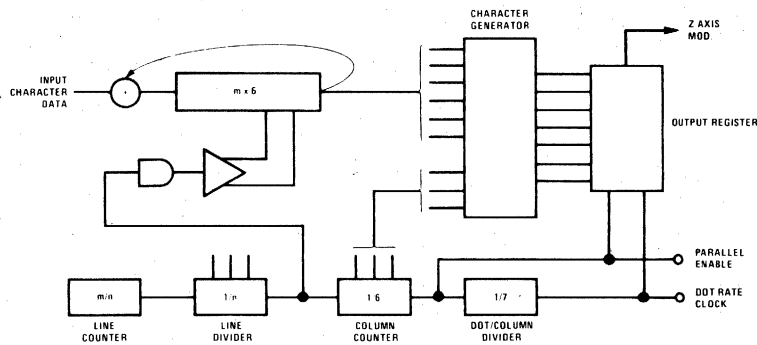 CHARACTER
GENERATOR
Z AXIS
MOD.
INPUT
CHARACTER
DATA
m x 6
OUTPUT REGISTER
PARALLEL
ENABLE
m/n
1/n
1 6
1/7
DOT RATE
CLOCK
LINE
COUNTER
LINE
DIVIDER
COLUMN
COUNTER
DOT/COLUMN
DIVIDER